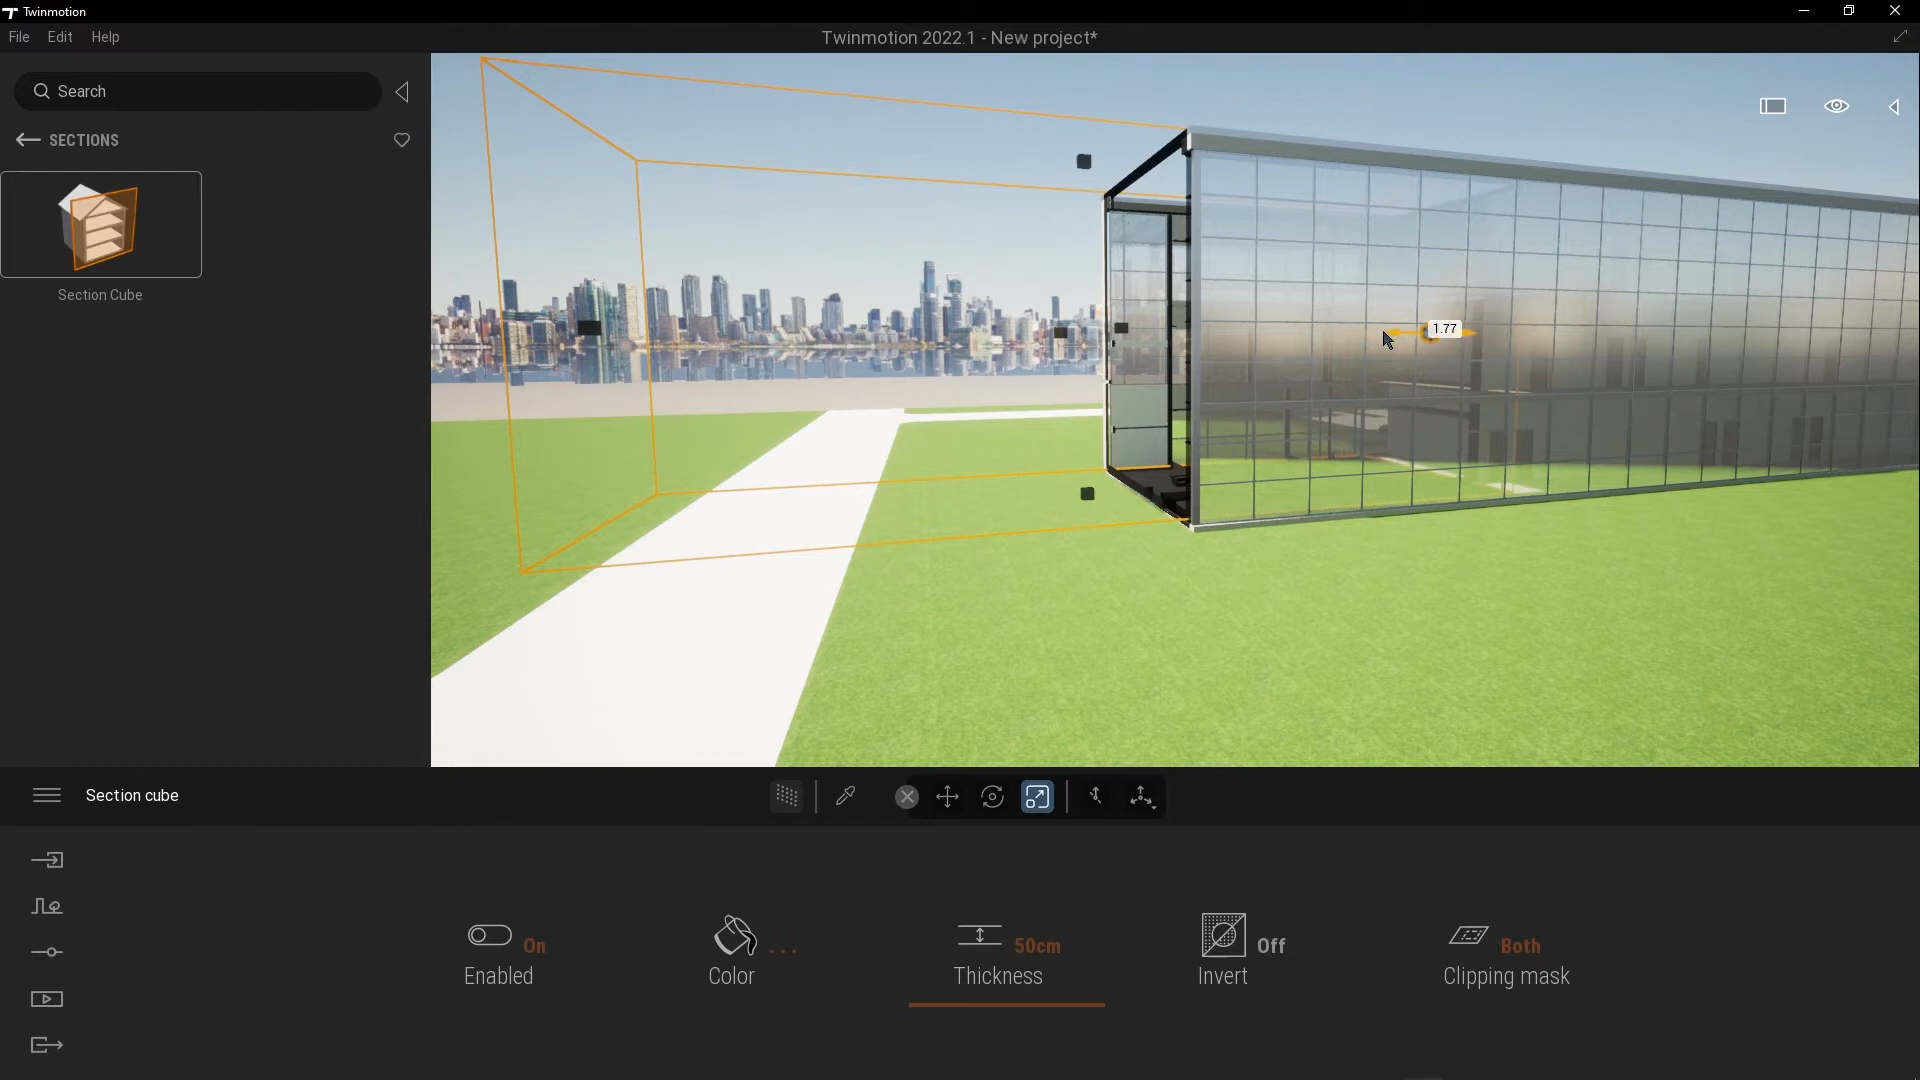 Twinmotion
File Edit Help
Twinmotion 2022.1 - New project*
Search
SECTIONS
Section Cube
1.77
Section cube
On
Enabled
...
Color
50cm
Thickness
Off
Invert
Both
Clipping mask